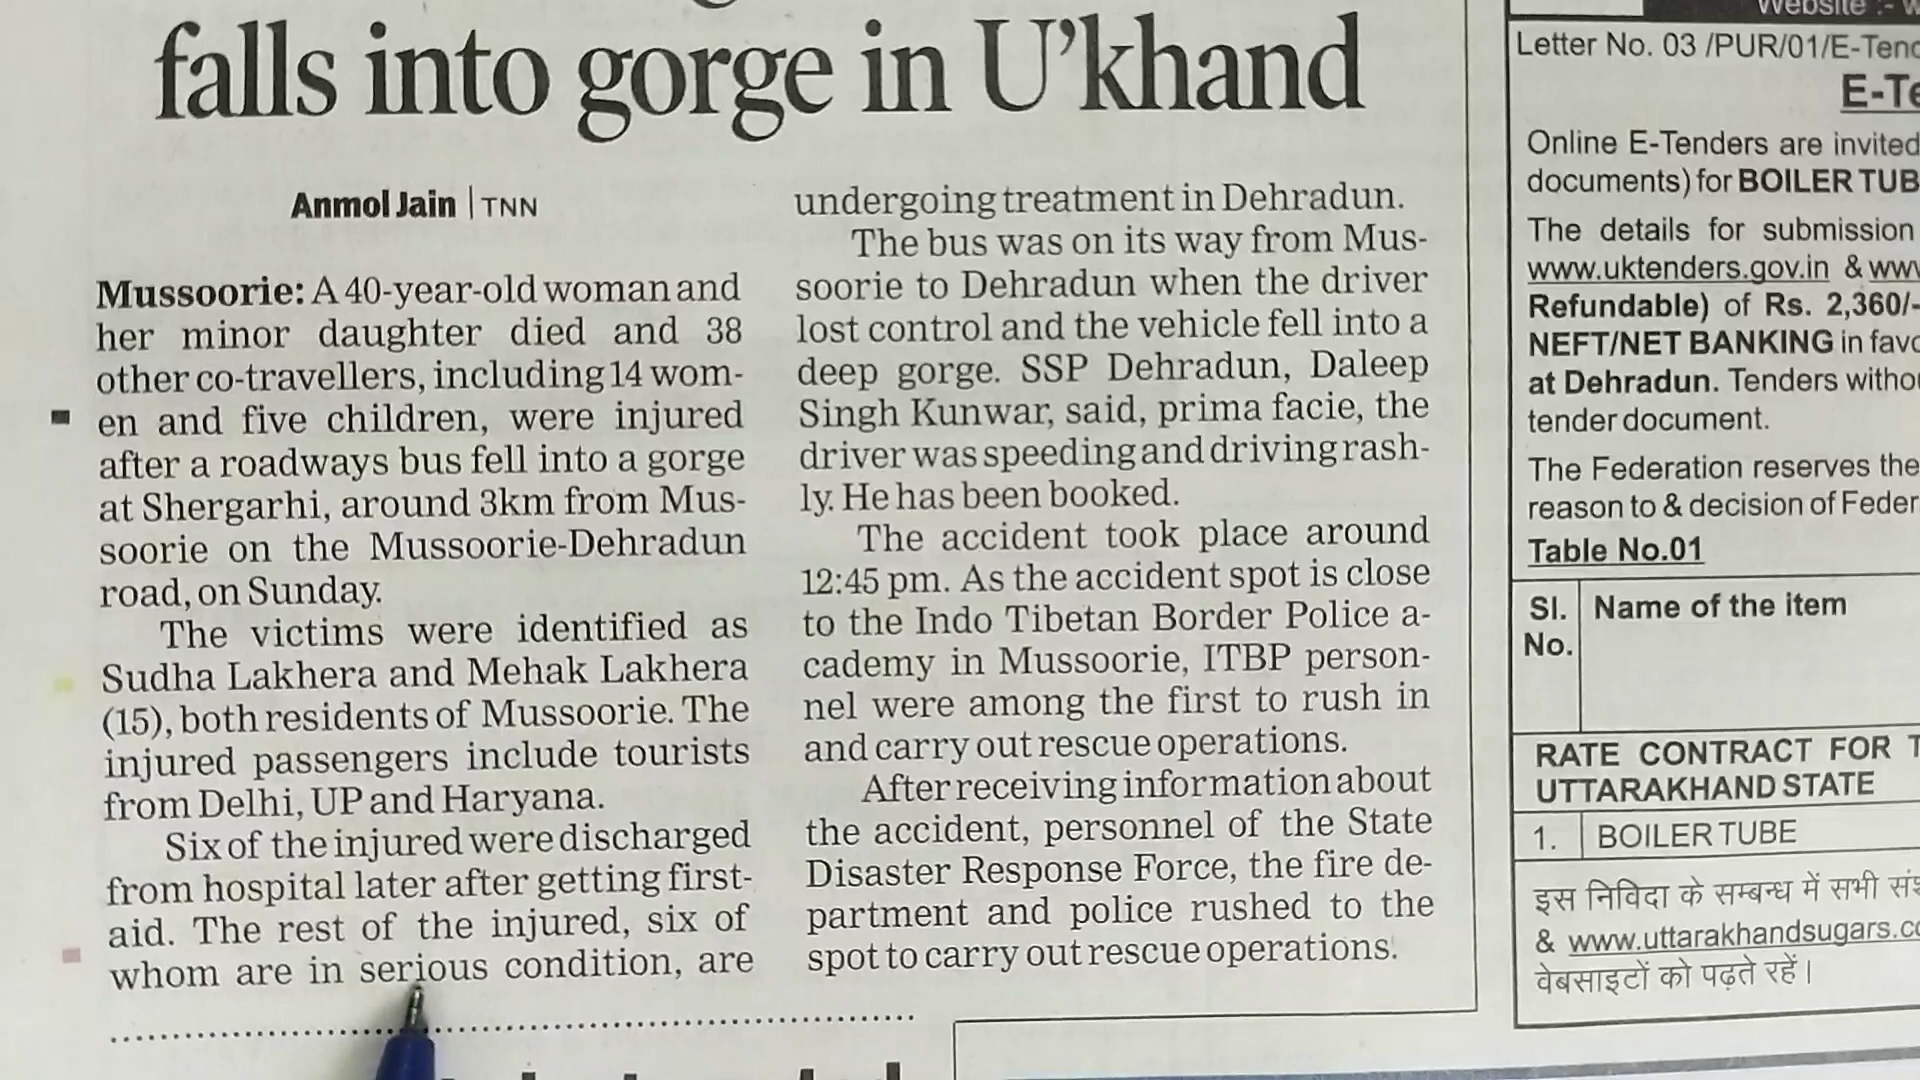 falls into gorge in U'khand
Anmol Jain | TNN
Mussoorie: A 40-year-old woman and
her minor daughter died and 38
other co-travellers, including 14 wom-
en and five children, were injured
after a roadways bus fell into a gorge
at Shergarhi, around 3km from Mus-
soorie on the Mussoorie-Dehradun
road, on Sunday.
The victims were identified as
Sudha Lakhera and Mehak Lakhera
(15), both residents of Mussoorie. The
injured passengers include tourists
from Delhi, UP and Haryana.
Six of the injured were discharged
from hospital later after getting first-
aid. The rest of the injured, six of
whom are in serious condition, are
undergoing treatment in Dehradun.
The bus was on its way from Mus-
soorie to Dehradun when the driver
lost control and the vehicle fell into a
deep gorge. SSP Dehradun, Daleep
Singh Kunwar, said, prima facie, the
driver was speeding and driving rash-
ly. He has been booked.
The accident took place around
12:45 pm. As the accident spot is close
to the Indo Tibetan Border Police a-
cademy in Mussoorie, ITBP person-
nel were among the first to rush in
and carry out rescue operations.
After receiving information about
the accident, personnel of the State
Disaster Response Force, the fire de-
partment and police rushed to the
spot to carry out rescue operations.
Website :-
Letter No. 03 /PUR/01/E-Tend
E-Te
Online E-Tenders are invited
documents) for BOILER TUB
The details for submission
www.uktenders.gov.in & www
Refundable) of Rs. 2,360/-
NEFT/NET BANKING in favo
at Dehradun. Tenders withou
tender document.
The Federation reserves the
reason to & decision of Feder
Table No.01
Sl. Name of the item
No.
RATE CONTRACT FOR T
UTTARAKHAND STATE
1. BOILER TUBE
इस निविदा के सम्बन्ध में सभी
& www.uttarakhandsugars.co
वेबसाइटों को पढ़ते रहें।